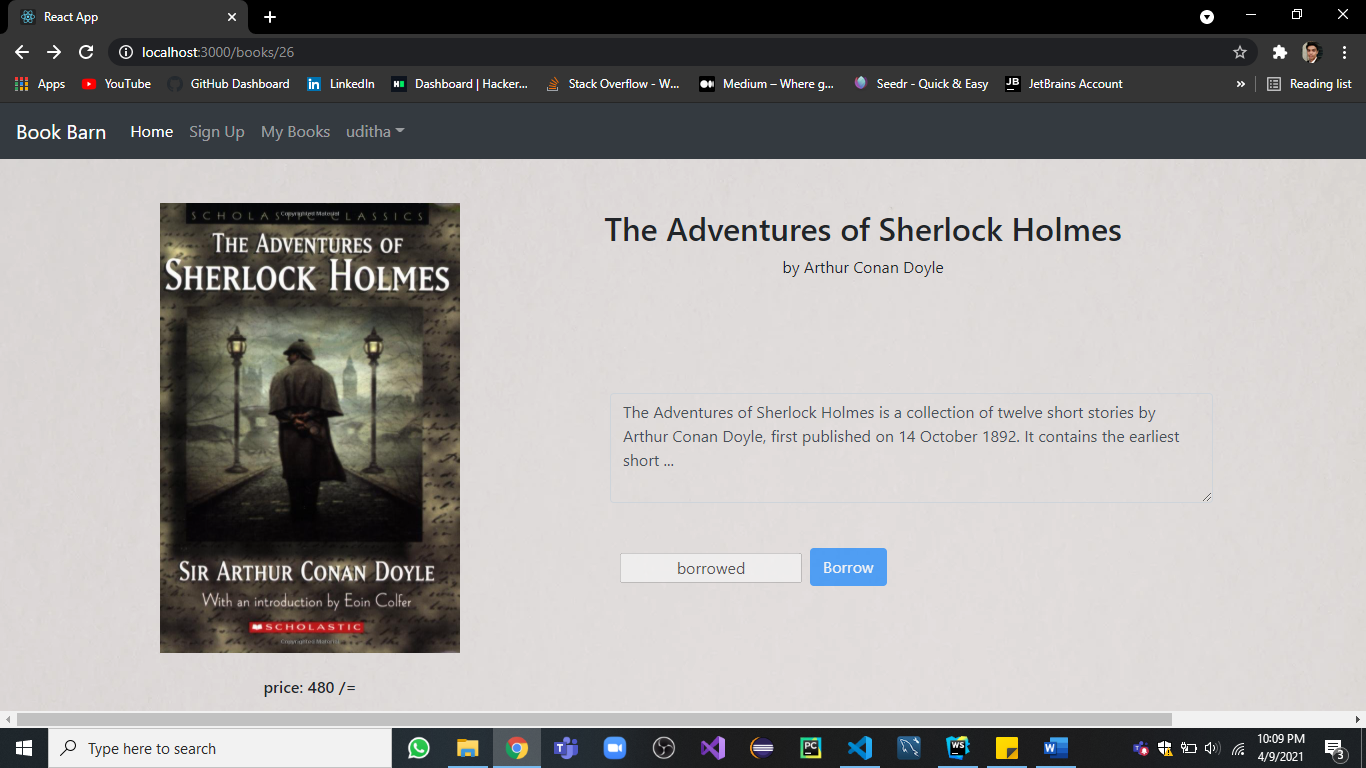 React App
localhost:3000/books/26
Apps
YouTube
GitHub Dashboard
LinkedIn
Dashboard | Hacker...
Stack Overflow - W...
Medium – Where g...
Seedr - Quick & Easy
JetBrains Account
»
Reading list
Book Barn
Home
Sign Up
My Books
uditha
SCHOLASTIC CLASSICS
Copyrighted Material
THE ADVENTURES OF
SHERLOCK HOLMES
SIR ARTHUR CONAN DOYLE
With an introduction by Eoin Colfer
SCHOLASTIC
Copyrighted Material
price: 480 /=
The Adventures of Sherlock Holmes
by Arthur Conan Doyle
The Adventures of Sherlock Holmes is a collection of twelve short stories by
Arthur Conan Doyle, first published on 14 October 1892. It contains the earliest
short ...
borrowed
Borrow
Type here to search
10:09 PM
4/9/2021
3